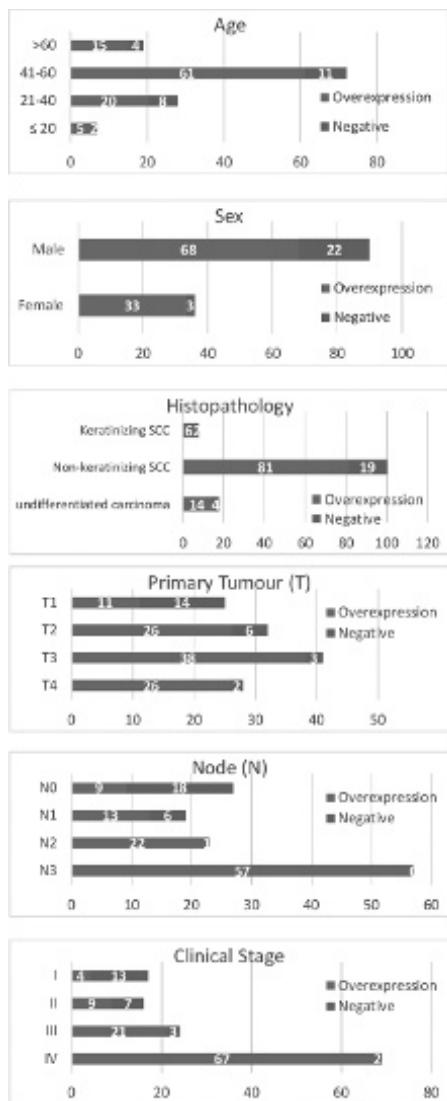 Age
>60 15 4
41-60 61 11
21-40 20 8
≤ 20 5 2
0 20 40 60 80
Overexpression
Negative
Sex
Male 68 22
Female 33 3
0 20 40 60 80 100
Overexpression
Negative
Histopathology
Keratinizing SCC 6 2
Non-keratinizing SCC 81 19
undifferentiated carcinoma 14 4
0 20 40 60 80 100 120
Overexpression
Negative
Primary Tumour (T)
T1 11 14
T2 26 6
T3 38 3
T4 26 2
0 10 20 30 40 50
Overexpression
Negative
Node (N)
N0 9 18
N1 13 6
N2 22 1
N3 57 0
0 10 20 30 40 50 60
Overexpression
Negative
Clinical Stage
I 4 13
II 9 7
III 21 3
IV 67 2
0 20 40 60 80
Overexpression
Negative